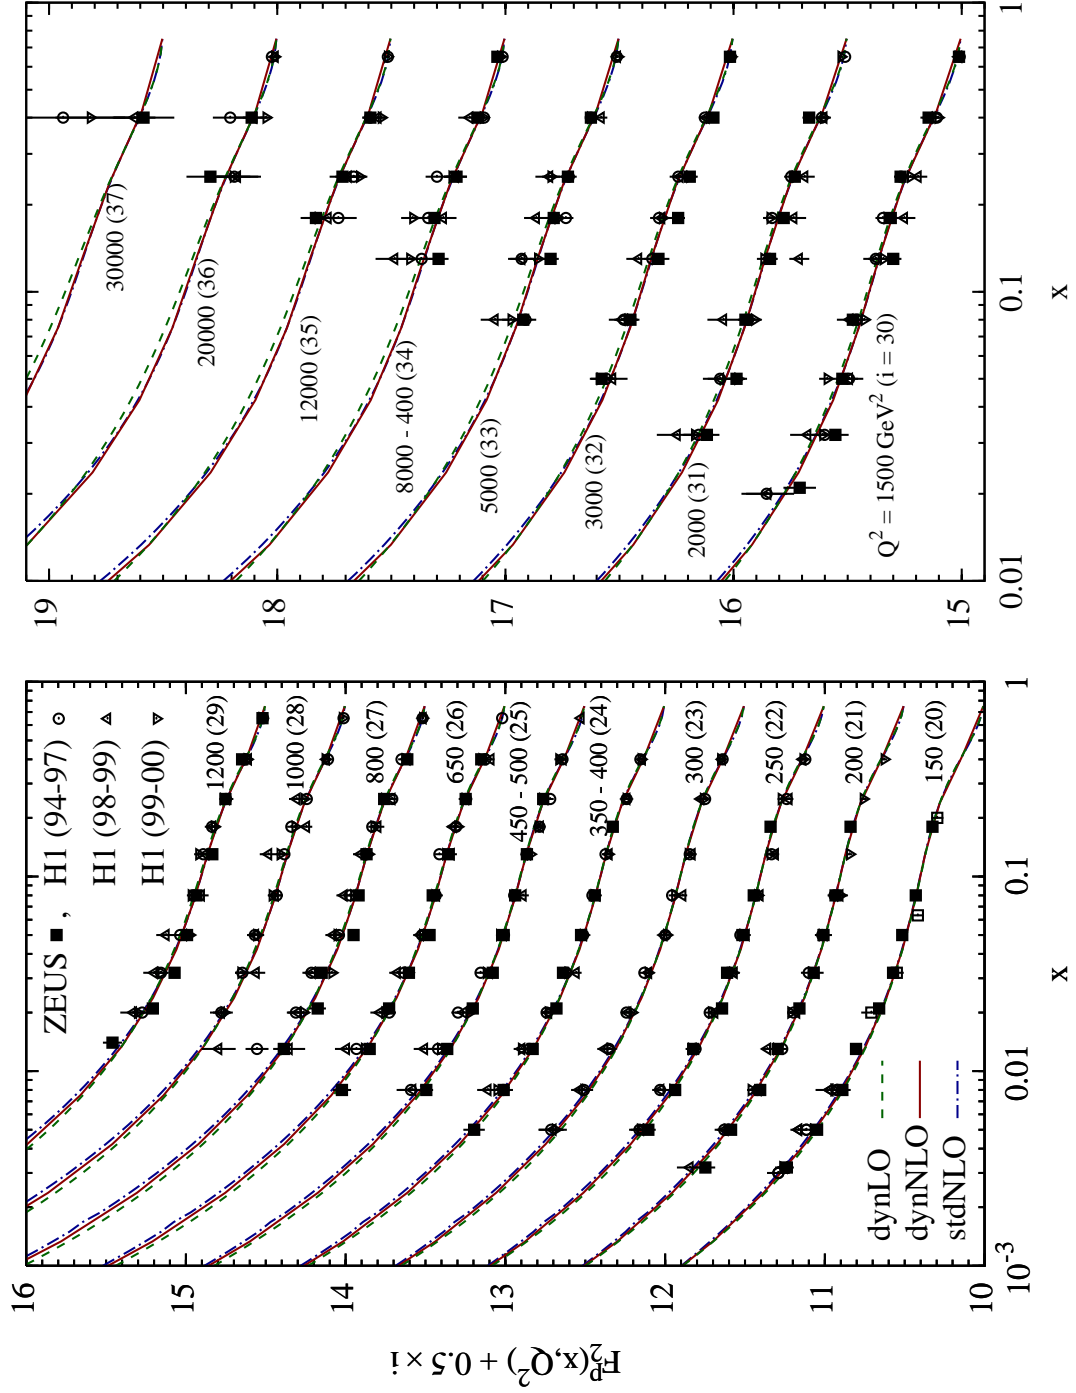 ZEUS ■ , H1 (94-97) ○
H1 (98-99) △
H1 (99-00) ▽
1200 (29)
1000 (28)
800 (27)
650 (26)
450 - 500 (25)
350 - 400 (24)
300 (23)
250 (22)
200 (21)
150 (20)
dynLO
dynNLO
stdNLO
16
15
14
13
12
11
10
10⁻³
0.01
0.1
1
x
F₂ᵖ(x,Q²) + 0.5 × i
30000 (37)
20000 (36)
12000 (35)
8000 - 400 (34)
5000 (33)
3000 (32)
2000 (31)
Q² = 1500 GeV² (i = 30)
19
18
17
16
15
0.01
0.1
1
x